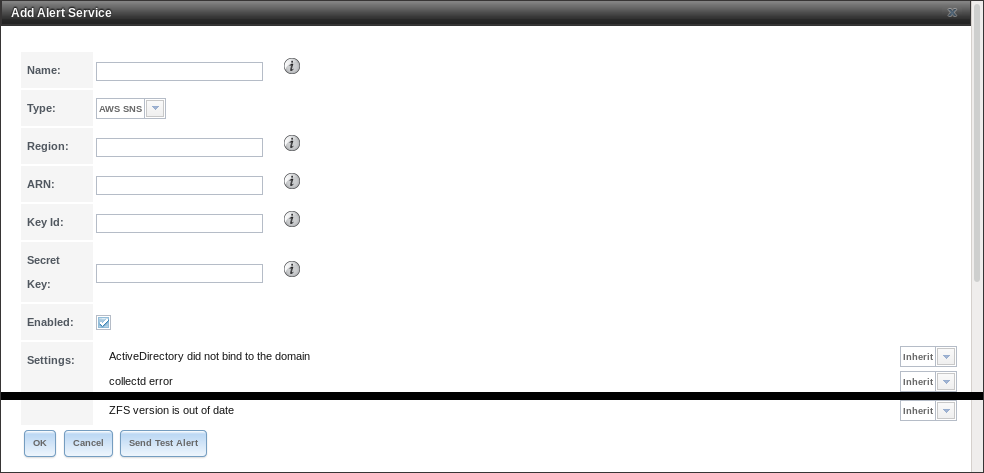 Add Alert Service
Name:
Type: AWS SNS
Region:
ARN:
Key Id:
Secret
Key:
Enabled:
Settings: ActiveDirectory did not bind to the domain Inherit
collectd error Inherit
ZFS version is out of date Inherit
OK Cancel Send Test Alert